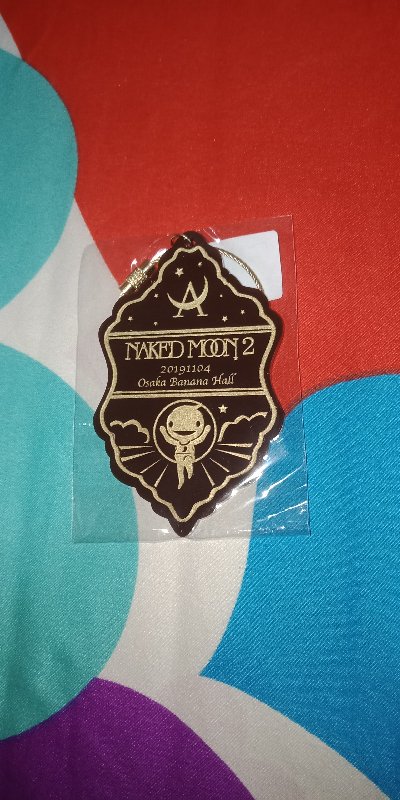 A
NAKED MOON 2
20191104
Osaka Banana Hall